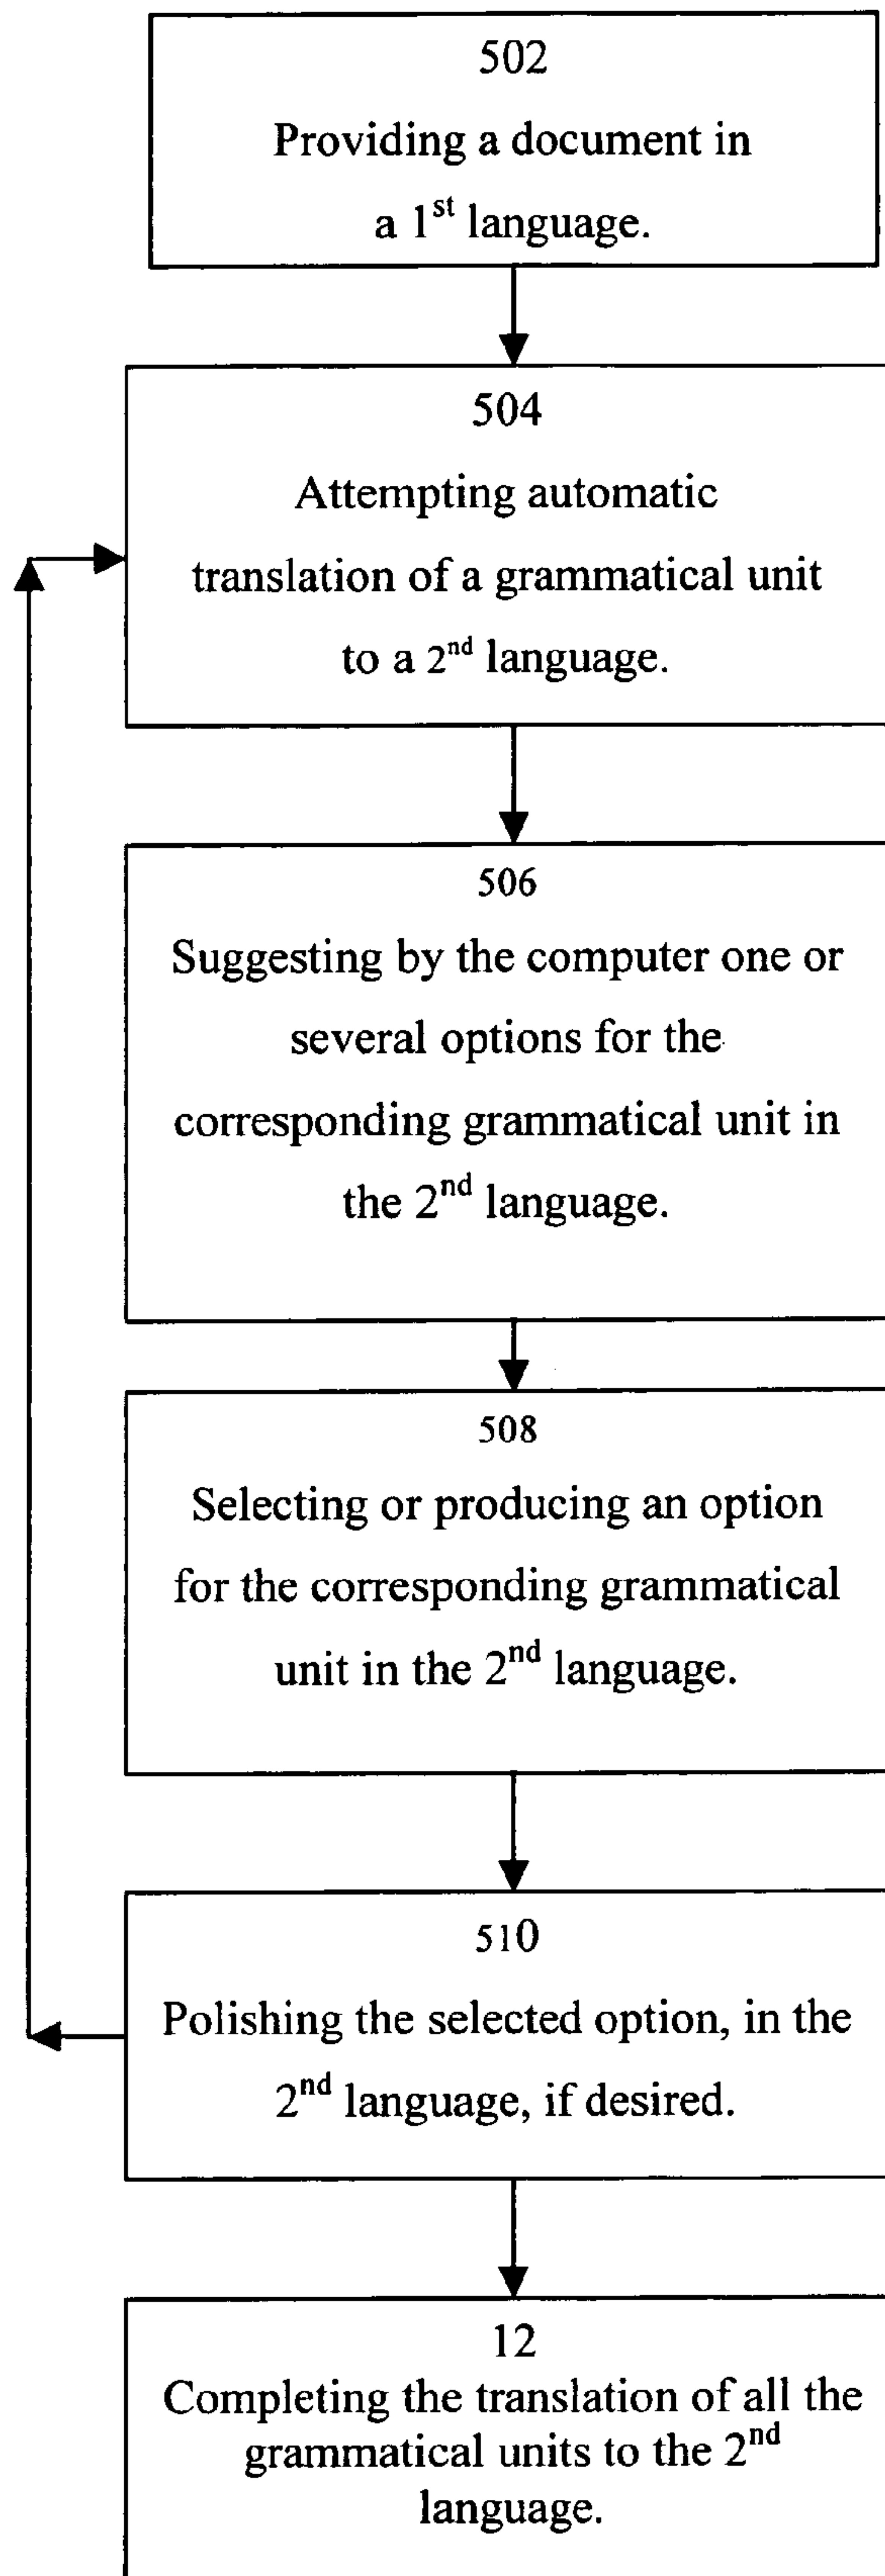 502
Providing a document in
a 1st language.
504
Attempting automatic
translation of a grammatical unit
to a 2nd language.
506
Suggesting by the computer one or
several options for the
corresponding grammatical unit in
the 2nd language.
508
Selecting or producing an option
for the corresponding grammatical
unit in the 2nd language.
510
Polishing the selected option, in the
2nd language, if desired.
12
Completing the translation of all the
grammatical units to the 2nd
language.